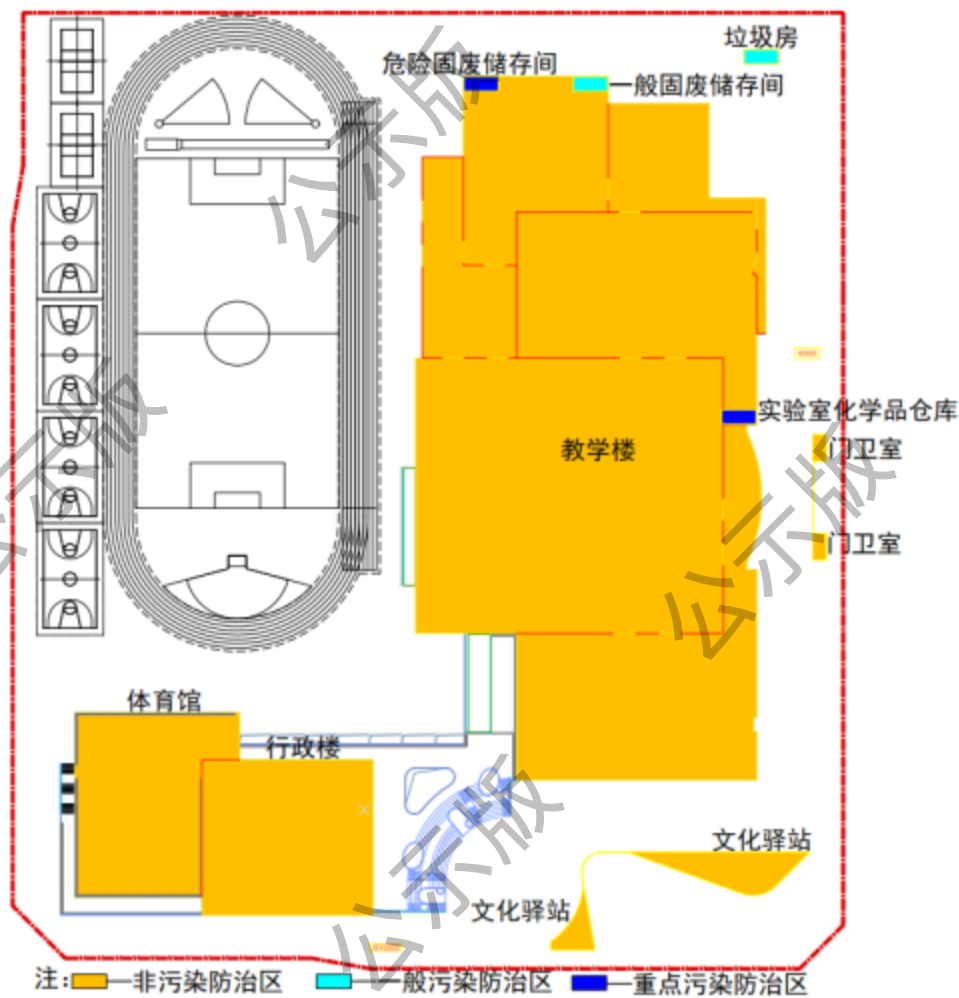 垃圾房
危险固废储存间
一般固废储存间
实验室化学品仓库
教学楼
门卫室
门卫室
体育馆
行政楼
文化驿站
文化驿站
注:
非污染防治区
一般污染防治区
重点污染防治区
公示版
公示版
公示版
公示版